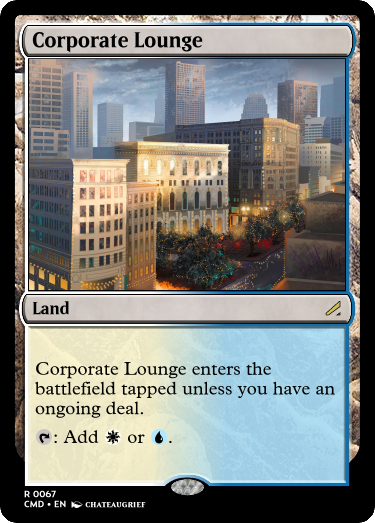 Corporate Lounge
Land
Corporate Lounge enters the
battlefield tapped unless you have an
ongoing deal.
: Add or .
R 0067
CMD • EN CHATEAUGRIEF